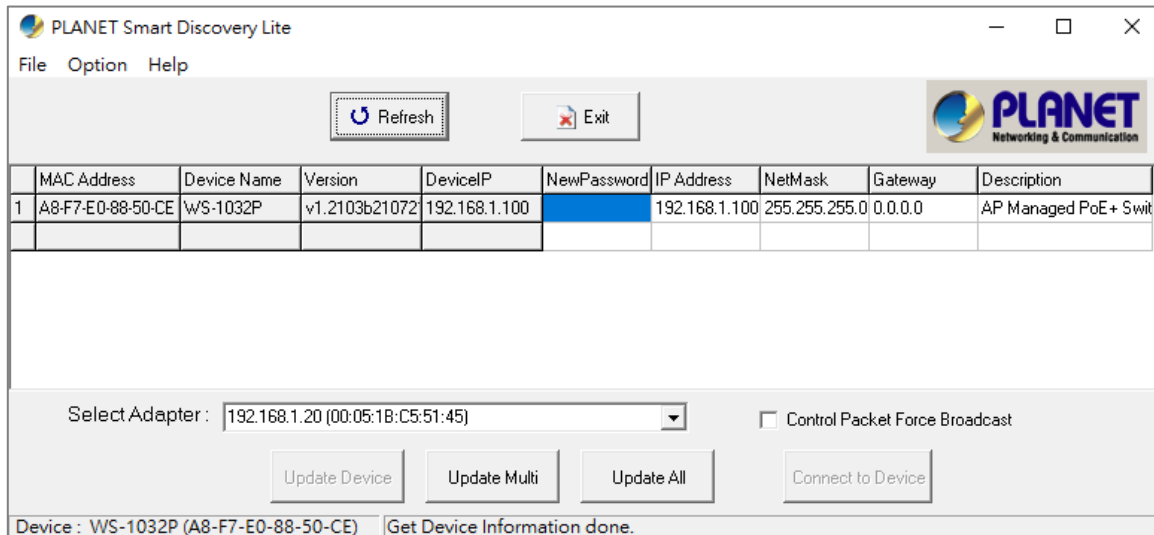 PLANET Smart Discovery Lite
File Option Help
Refresh Exit
PLANET
Networking & Communication
MAC Address Device Name Version DeviceIP NewPassword IP Address NetMask Gateway Description
1 A8-F7-E0-88-50-CE WS-1032P v1.2103b21072 192.168.1.100 192.168.1.100 255.255.255.0 0.0.0.0 AP Managed PoE+ Swit
Select Adapter : 192.168.1.20 (00:05:1B:C5:51:45) Control Packet Force Broadcast
Update Device Update Multi Update All Connect to Device
Device : WS-1032P (A8-F7-E0-88-50-CE) Get Device Information done.